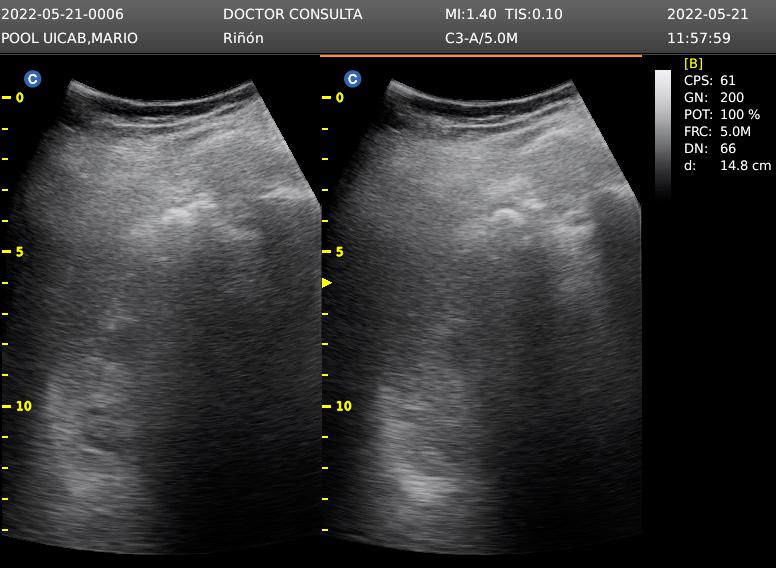 2022-05-21-0006 DOCTOR CONSULTA MI:1.40 TIS:0.10 2022-05-21
POOL UICAB,MARIO Riñón C3-A/5.0M 11:57:59
[B]
CPS: 61
GN: 200
POT: 100 %
FRC: 5.0M
DN: 66
d: 14.8 cm
C C
0 0
5 5
10 10